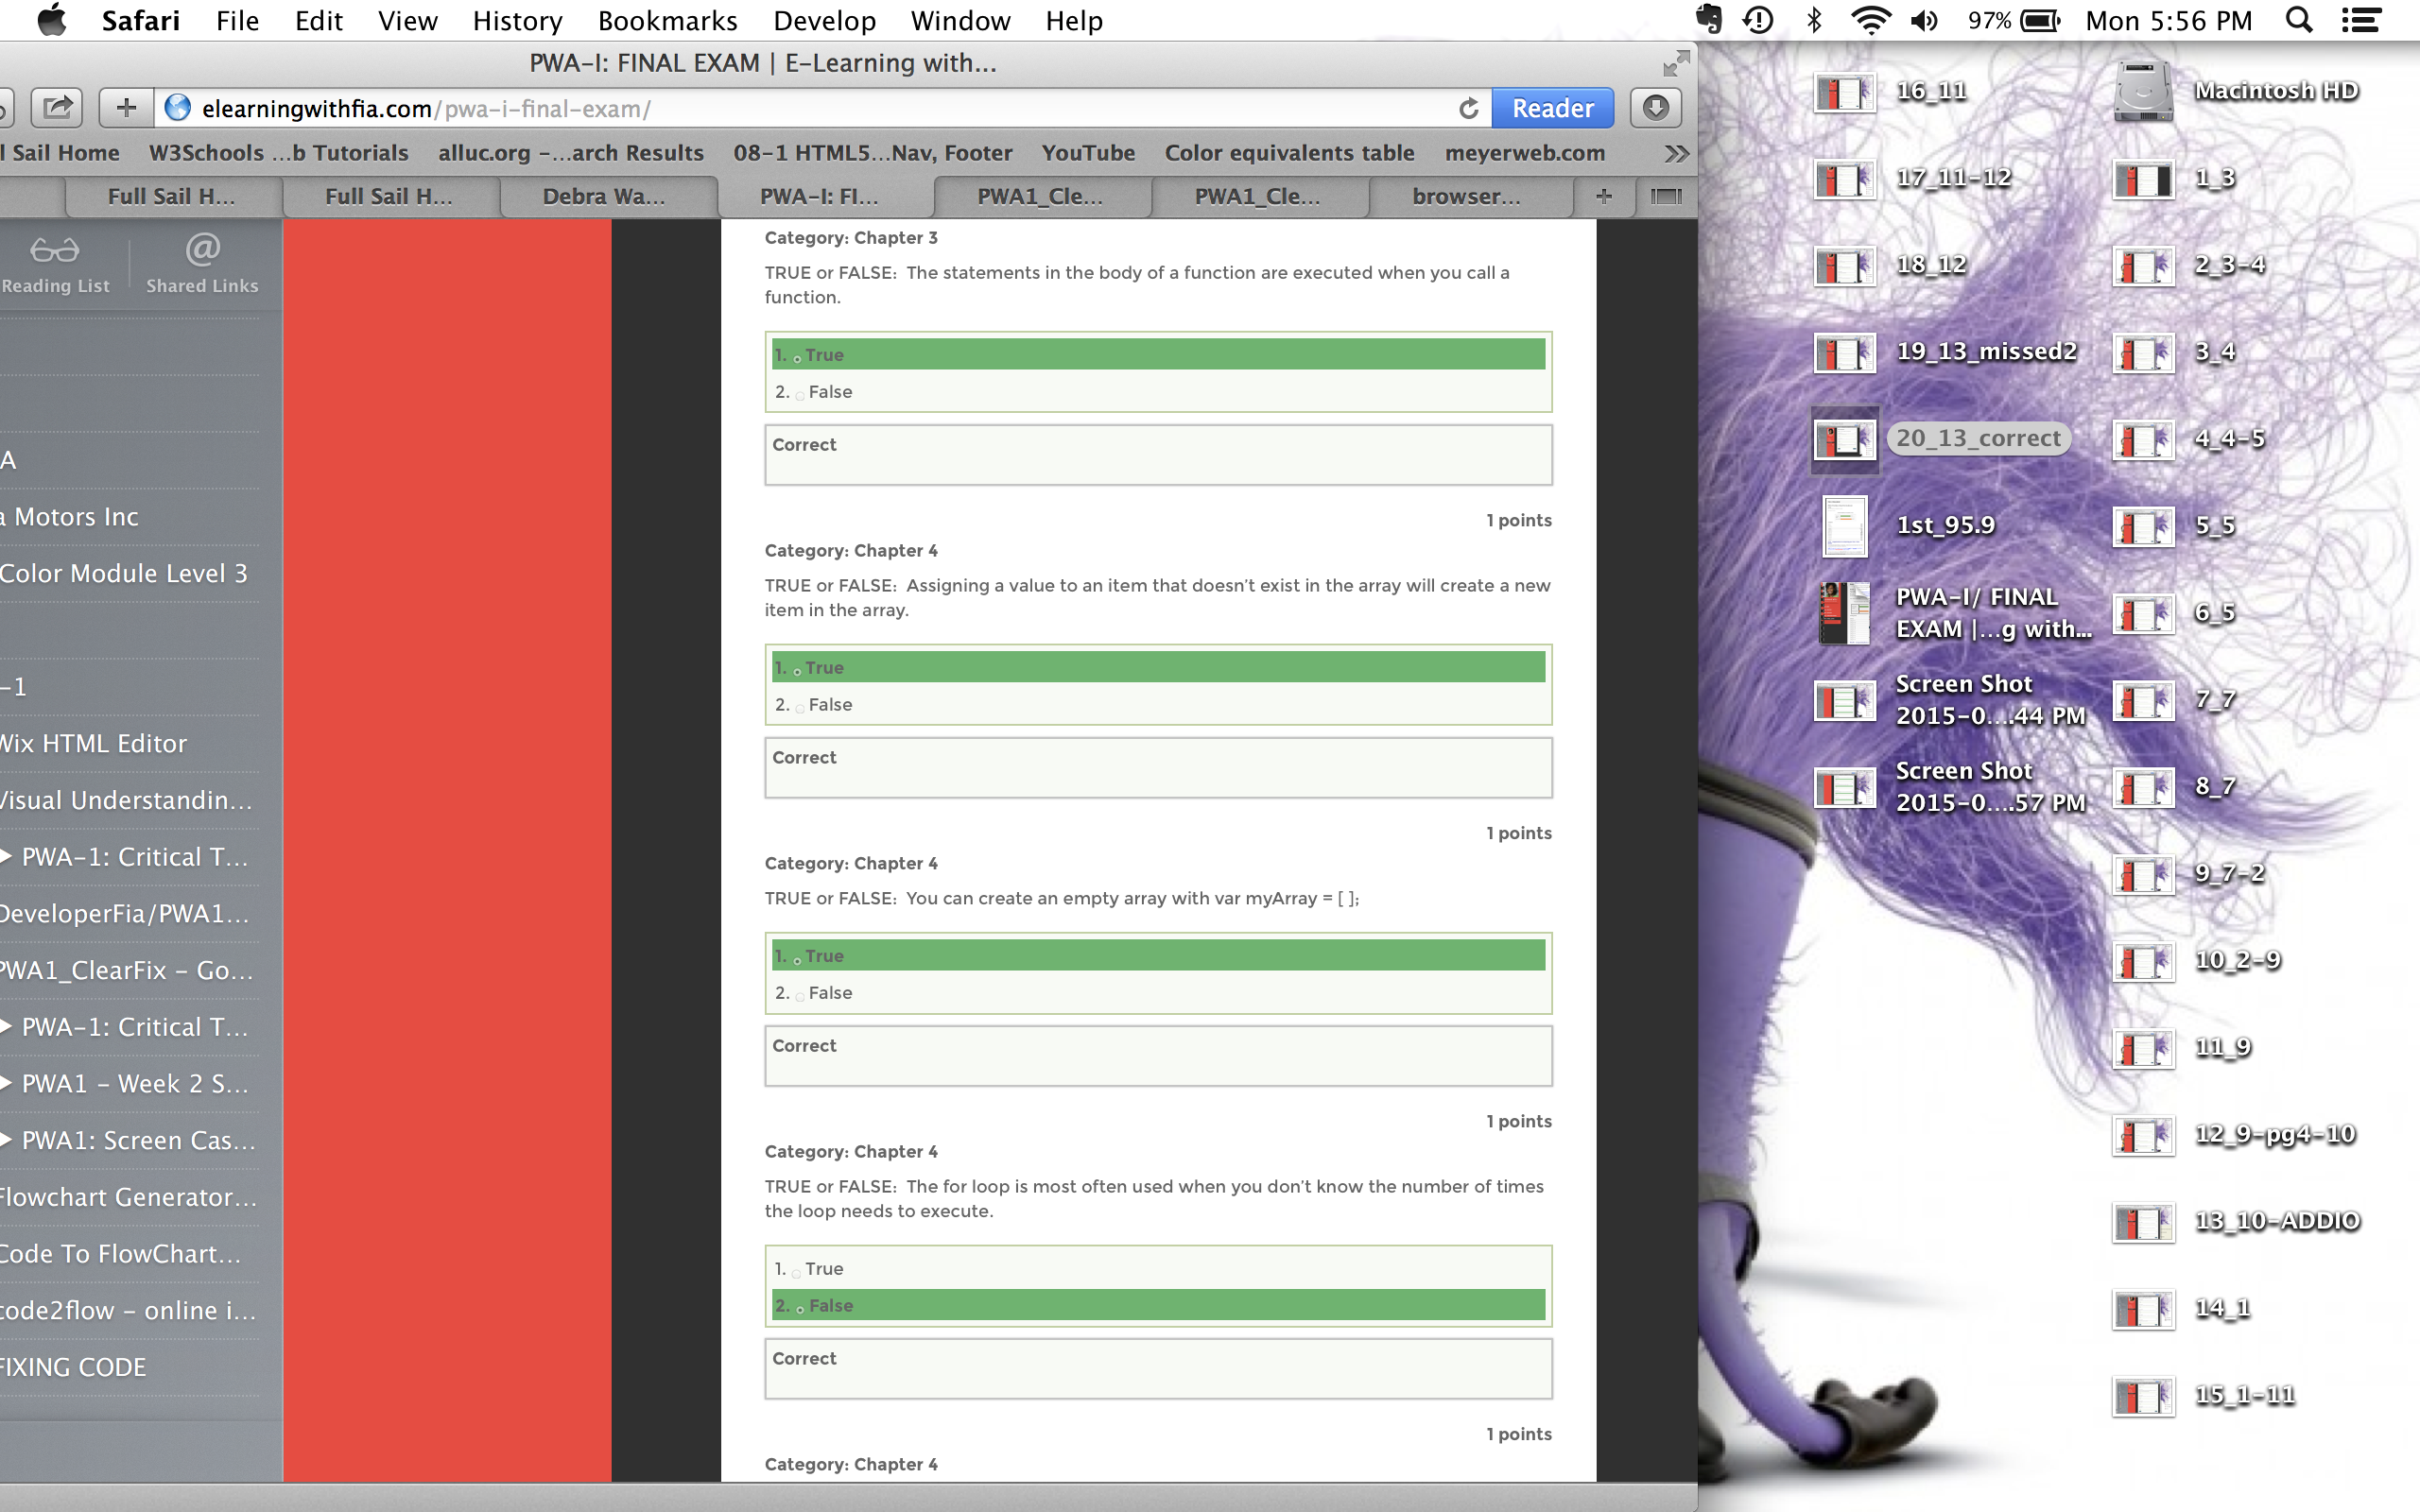 Safari File Edit View History Bookmarks Develop Window Help
97% Mon 5:56 PM
PWA-I: FINAL EXAM | E-Learning with...
elearningwithfia.com/pwa-i-final-exam/
Reader
l Sail Home W3Schools ...b Tutorials alluc.org -...arch Results 08-1 HTML5...Nav, Footer YouTube Color equivalents table meyerweb.com
Full Sail H... Full Sail H... Debra Wa... PWA-I: FI... PWA1_Cle... PWA1_Cle... browser...
Reading List
Shared Links
A
a Motors Inc
Color Module Level 3
-1
Wix HTML Editor
Visual Understandin...
PWA-1: Critical T...
DeveloperFia/PWA1...
PWA1_ClearFix - Go...
PWA-1: Critical T...
PWA1 - Week 2 S...
PWA1: Screen Cas...
Flowchart Generator...
Code To FlowChart...
code2flow - online i...
FIXING CODE
Category: Chapter 3
TRUE or FALSE: The statements in the body of a function are executed when you call a
function.
1. True
2. False
Correct
1 points
Category: Chapter 4
TRUE or FALSE: Assigning a value to an item that doesn't exist in the array will create a new
item in the array.
1. True
2. False
Correct
1 points
Category: Chapter 4
TRUE or FALSE: You can create an empty array with var myArray = [ ];
1. True
2. False
Correct
1 points
Category: Chapter 4
TRUE or FALSE: The for loop is most often used when you don't know the number of times
the loop needs to execute.
1. True
2. False
Correct
1 points
Category: Chapter 4
16_11
17_11-12
18_12
19_13_missed2
20_13_correct
1st_95.9
PWA-I/ FINAL
EXAM |...g with...
Screen Shot
2015-0....44 PM
Screen Shot
2015-0....57 PM
Macintosh HD
1_3
2_3-4
3_4
4_4-5
5_5
6_5
7_7
8_7
9_7-2
10_2-9
11_9
12_9-pg4-10
13_10-ADDIO
14_1
15_1-11